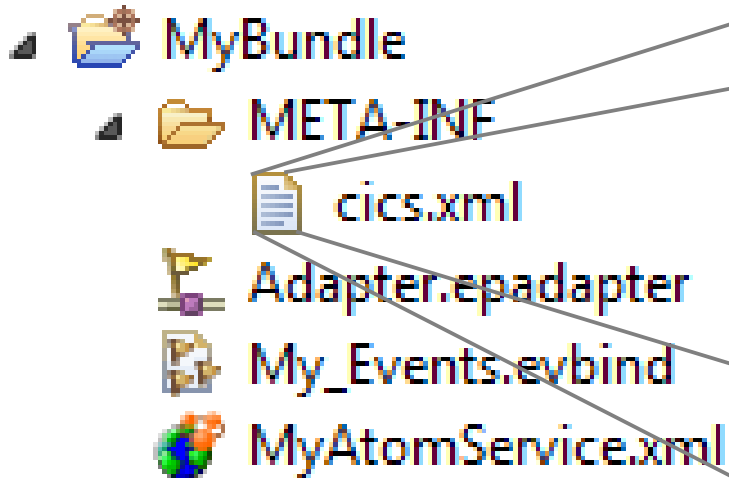 MyBundle
META-INF
cics.xml
Adapter.epadapter
My_Events.evbind
MyAtomService.xml